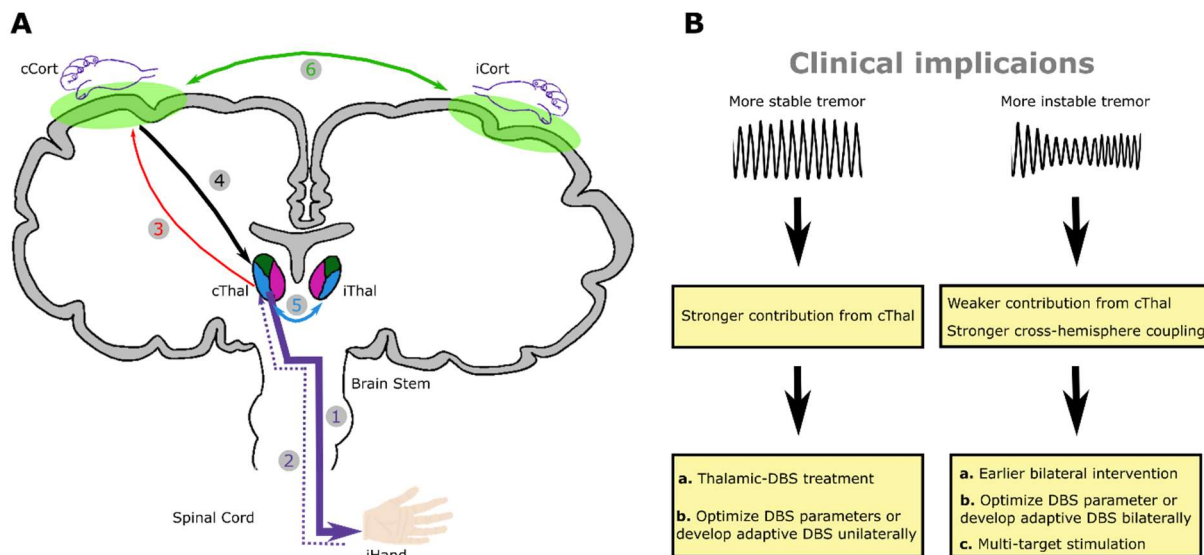 A
cCort
iCort
6
4
3
cThal
iThal
5
Brain Stem
1
2
Spinal Cord
iHand
B
Clinical implicaions
More stable tremor
More instable tremor
Stronger contribution from cThal
Weaker contribution from cThal
Stronger cross-hemisphere coupling
a. Thalamic-DBS treatment
b. Optimize DBS parameters or
develop adaptive DBS unilaterally
a. Earlier bilateral intervention
b. Optimize DBS parameter or
develop adaptive DBS bilaterally
c. Multi-target stimulation